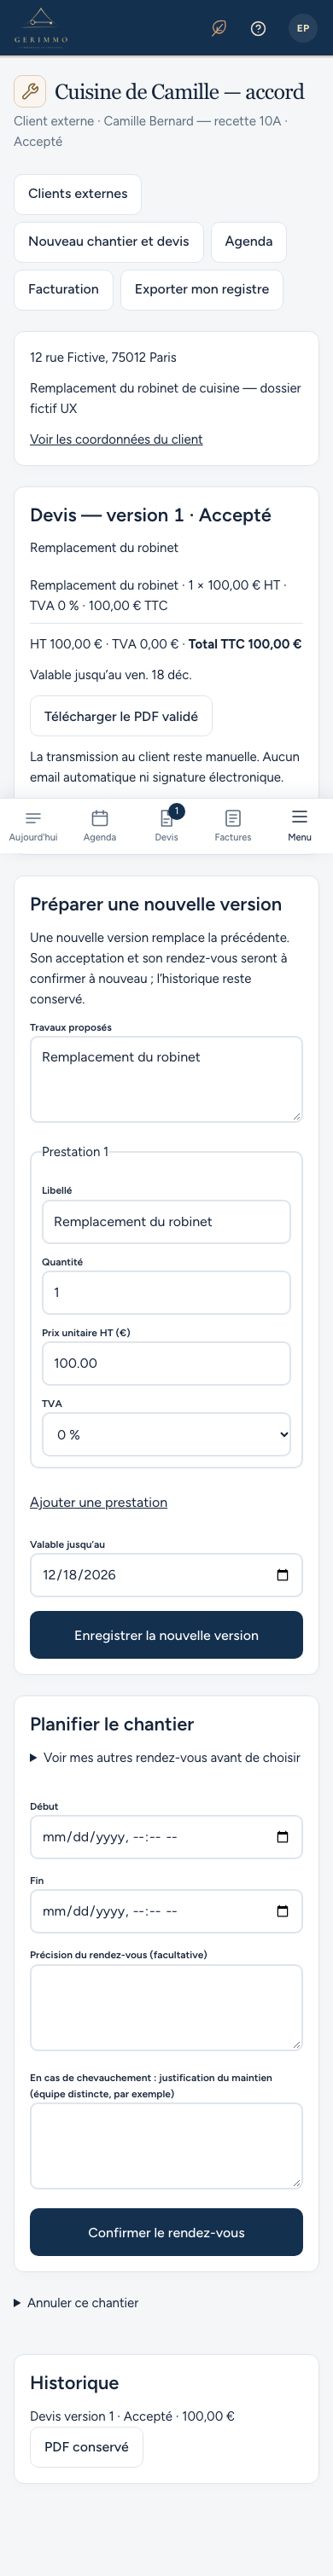 GERIMMO
EP
Cuisine de Camille — accord
Client externe · Camille Bernard — recette 10A ·
Accepté
Clients externes
Nouveau chantier et devis
Agenda
Facturation
Exporter mon registre
12 rue Fictive, 75012 Paris
Remplacement du robinet de cuisine — dossier
fictif UX
Voir les coordonnées du client
Devis — version 1 · Accepté
Remplacement du robinet
Remplacement du robinet · 1 × 100,00 € HT ·
TVA 0 % · 100,00 € TTC
HT 100,00 € · TVA 0,00 € · Total TTC 100,00 €
Valable jusqu’au ven. 18 déc.
Télécharger le PDF validé
La transmission au client reste manuelle. Aucun
email automatique ni signature électronique.
1
Aujourd'hui
Agenda
Devis
Factures
Menu
Préparer une nouvelle version
Une nouvelle version remplace la précédente.
Son acceptation et son rendez-vous seront à
confirmer à nouveau ; l’historique reste
conservé.
Travaux proposés
Remplacement du robinet
Prestation 1
Libellé
Remplacement du robinet
Quantité
1
Prix unitaire HT (€)
100.00
TVA
0 %
Ajouter une prestation
Valable jusqu’au
12/18/2026
Enregistrer la nouvelle version
Planifier le chantier
Voir mes autres rendez-vous avant de choisir
Début
mm/dd/yyyy, --:-- --
Fin
mm/dd/yyyy, --:-- --
Précision du rendez-vous (facultative)
En cas de chevauchement : justification du maintien
(équipe distincte, par exemple)
Confirmer le rendez-vous
Annuler ce chantier
Historique
Devis version 1 · Accepté · 100,00 €
PDF conservé